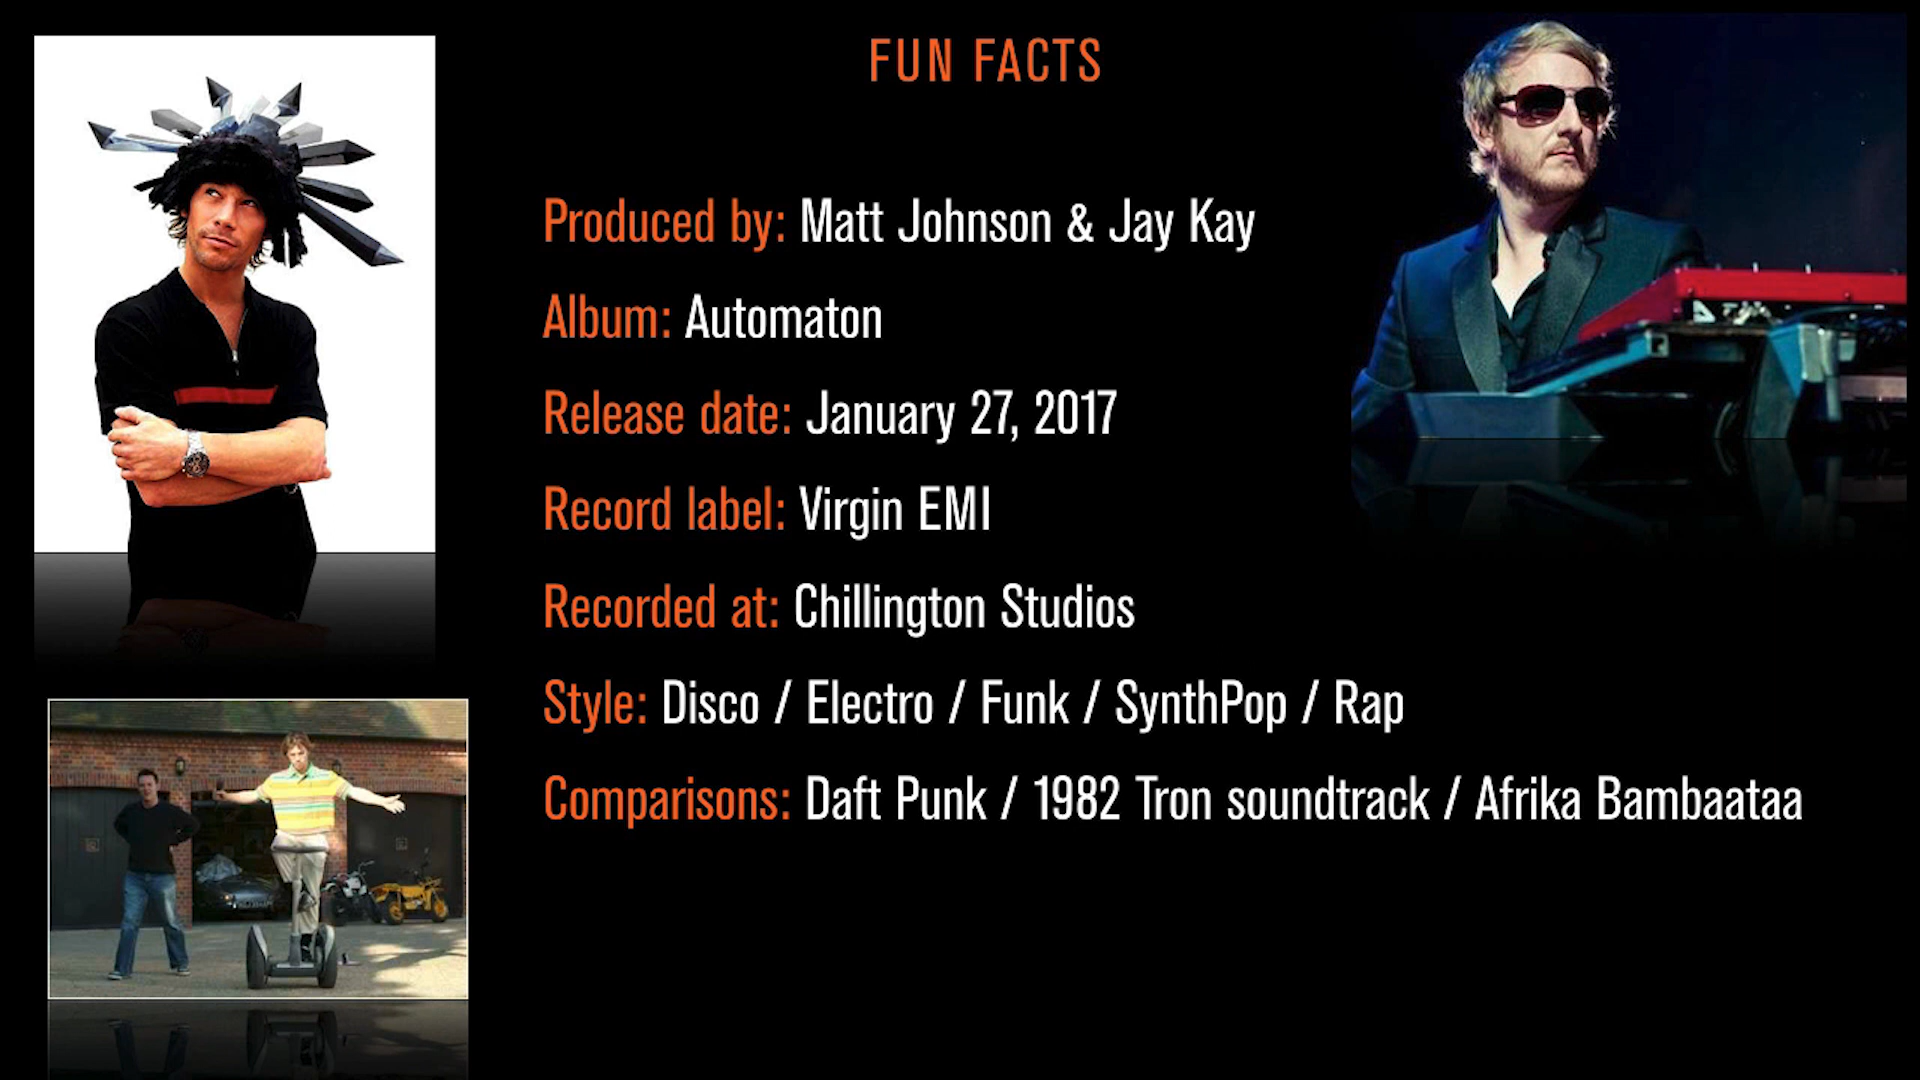 FUN FACTS
Produced by: Matt Johnson & Jay Kay
Album: Automaton
Release date: January 27, 2017
Record label: Virgin EMI
Recorded at: Chillington Studios
Style: Disco / Electro / Funk / SynthPop / Rap
Comparisons: Daft Punk / 1982 Tron soundtrack / Afrika Bambaataa